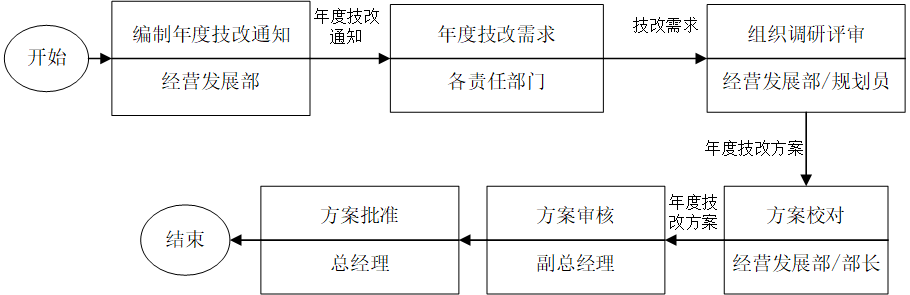 开始
编制年度技改通知
经营发展部
年度技改
通知
年度技改需求
各责任部门
技改需求
组织调研评审
经营发展部/规划员
年度技改方案
方案校对
经营发展部/部长
年度技
改方案
方案审核
副总经理
方案批准
总经理
结束